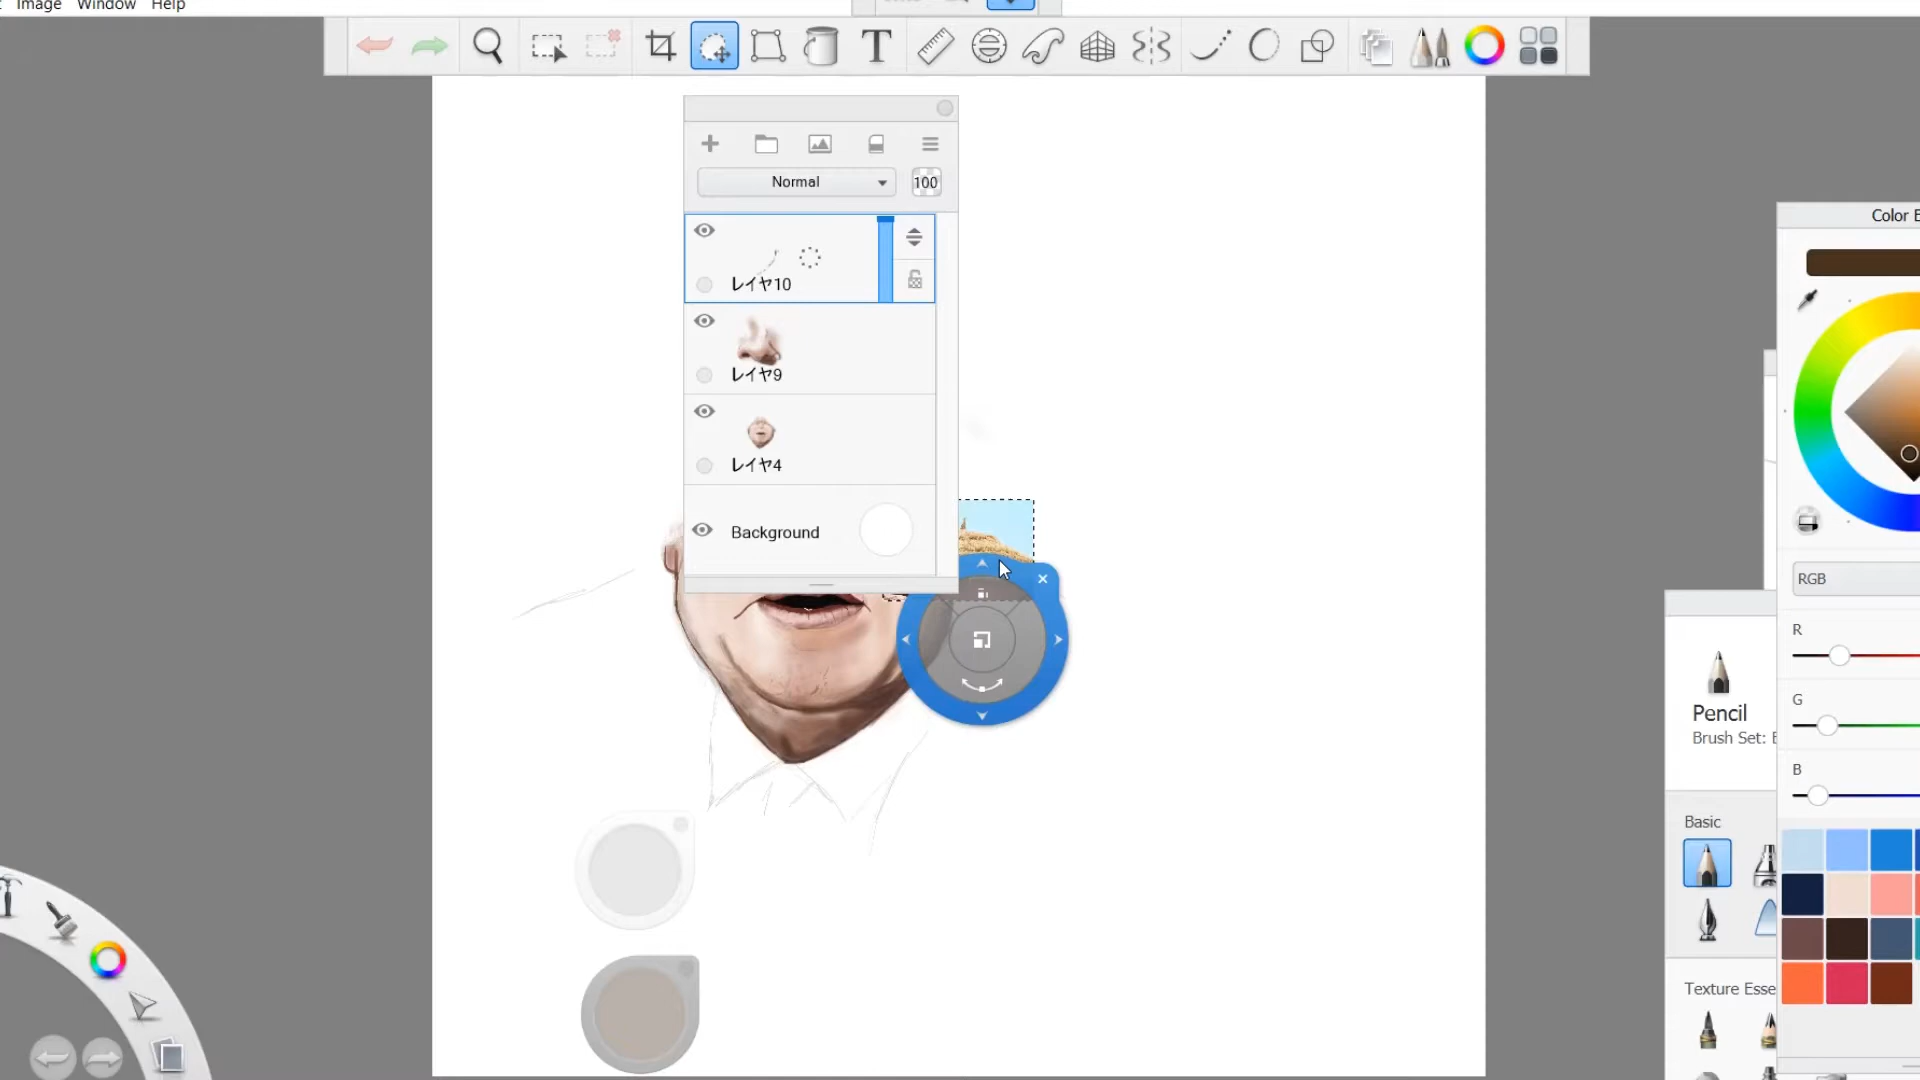 Image
Window
Help
T
Normal
100
レイヤ10
レイヤ9
レイヤ4
Background
Color
RGB
R
G
B
Pencil
Brush Set:
Basic
Texture Esse